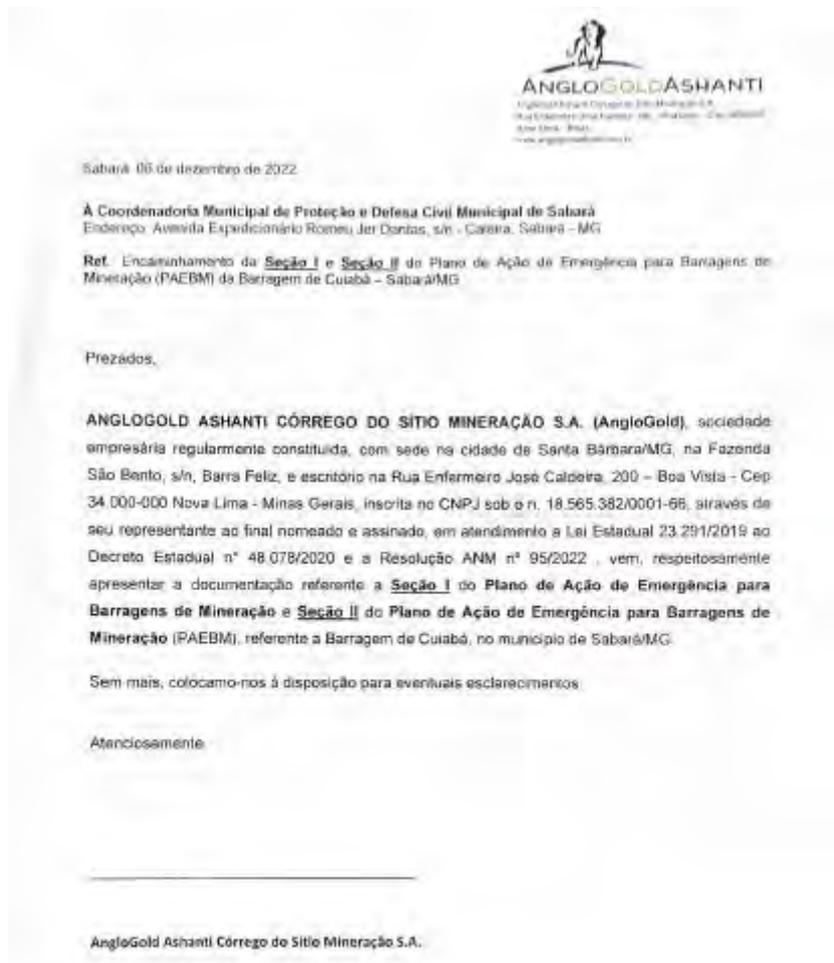 ANGLOGOLDASHANTI
Sabará 06 de dezembro de 2022
À Coordenadoria Municipal de Proteção e Defesa Civil Municipal de Sabará
Endereço: Avenida Expedicionário Romeu Dantas, s/n - Sabará - MG
Ref. Encaminhamento da Seção I e Seção II do Plano de Ação de Emergência para Barragens de
Mineração (PAEBM) da Barragem de Cuiabá – Sabará/MG
Prezados,
ANGLOGOLD ASHANTI CÓRREGO DO SÍTIO MINERAÇÃO S.A. (AngloGold), sociedade
empresária regularmente constituída, com sede na cidade de Santa Bárbara/MG, na Fazenda
São Bento, s/n, Barra Feliz, e escritório na Rua Enfermeiro José Caldeira, 200 – Boa Vista - Cep
34.000-000 Nova Lima - Minas Gerais, inscrita no CNPJ sob o n. 18.565.382/0001-66, através de
seu representante ao final nomeado e assinado, em atendimento a Lei Estadual 23.291/2019 ao
Decreto Estadual n° 48.078/2020 e a Resolução ANM n° 95/2022 , vem, respeitosamente
apresentar a documentação referente a Seção I do Plano de Ação de Emergência para
Barragens de Mineração e Seção II do Plano de Ação de Emergência para Barragens de
Mineração (PAEBM), referente a Barragem de Cuiabá, no município de Sabará/MG.
Sem mais, colocamo-nos à disposição para eventuais esclarecimentos
Atenciosamente
AngloGold Ashanti Córrego do Sítio Mineração S.A.